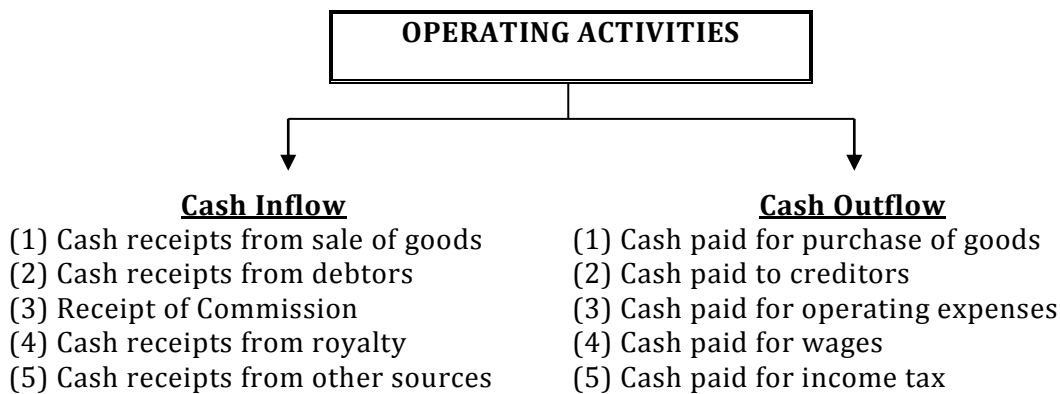 OPERATING ACTIVITIES
Cash Inflow
(1) Cash receipts from sale of goods
(2) Cash receipts from debtors
(3) Receipt of Commission
(4) Cash receipts from royalty
(5) Cash receipts from other sources
Cash Outflow
(1) Cash paid for purchase of goods
(2) Cash paid to creditors
(3) Cash paid for operating expenses
(4) Cash paid for wages
(5) Cash paid for income tax